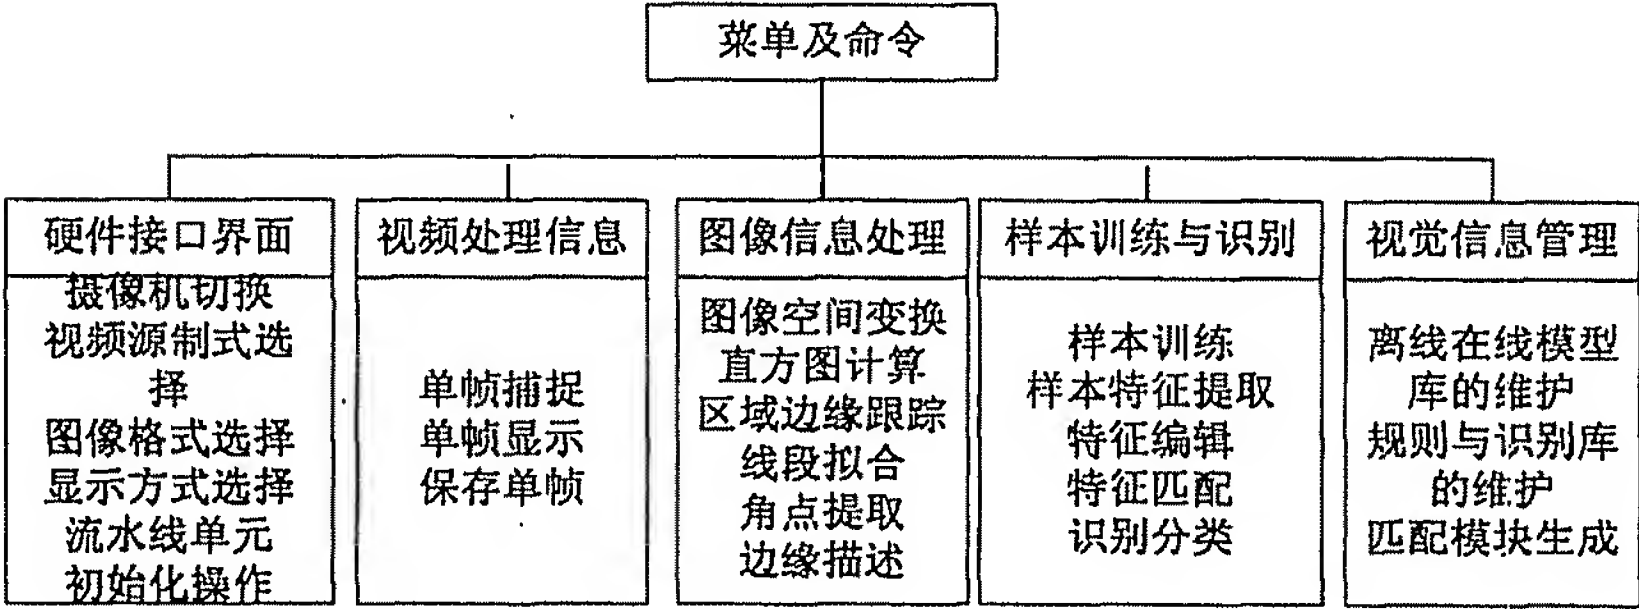 菜单及命令
硬件接口界面
摄像机切换
视频源制式选
择
图像格式选择
显示方式选择
流水线单元
初始化操作
视频处理信息
单帧捕捉
单帧显示
保存单帧
图像信息处理
图像空间变换
直方图计算
区域边缘跟踪
线段拟合
角点提取
边缘描述
样本训练与识别
样本训练
样本特征提取
特征编辑
特征匹配
识别分类
视觉信息管理
离线在线模型
库的维护
规则与识别库
的维护
匹配模块生成